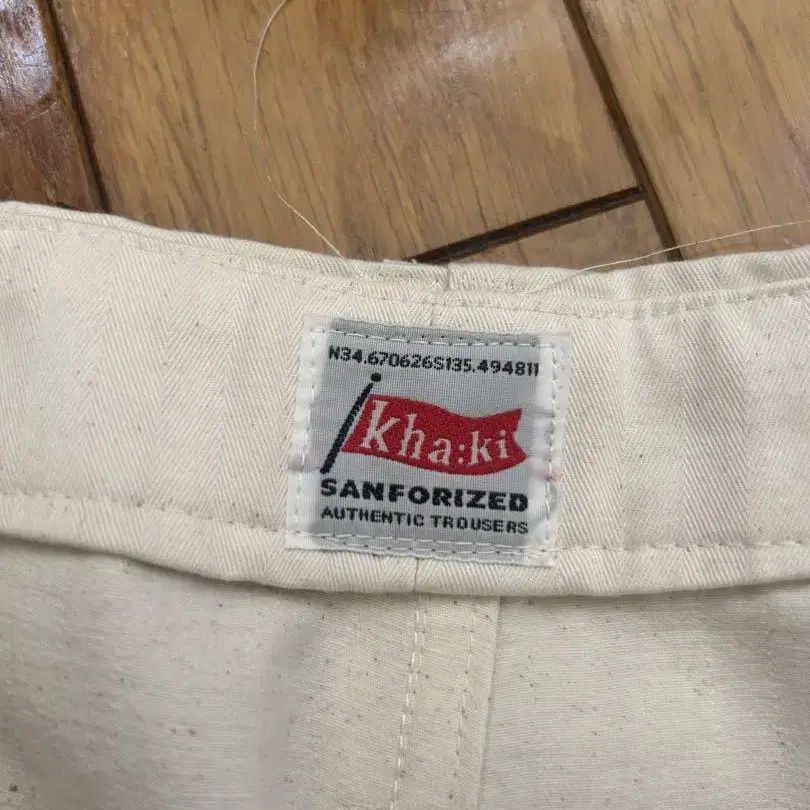 N34.670626S135.494811
kha:ki
SANFORIZED
AUTHENTIC TROUSERS